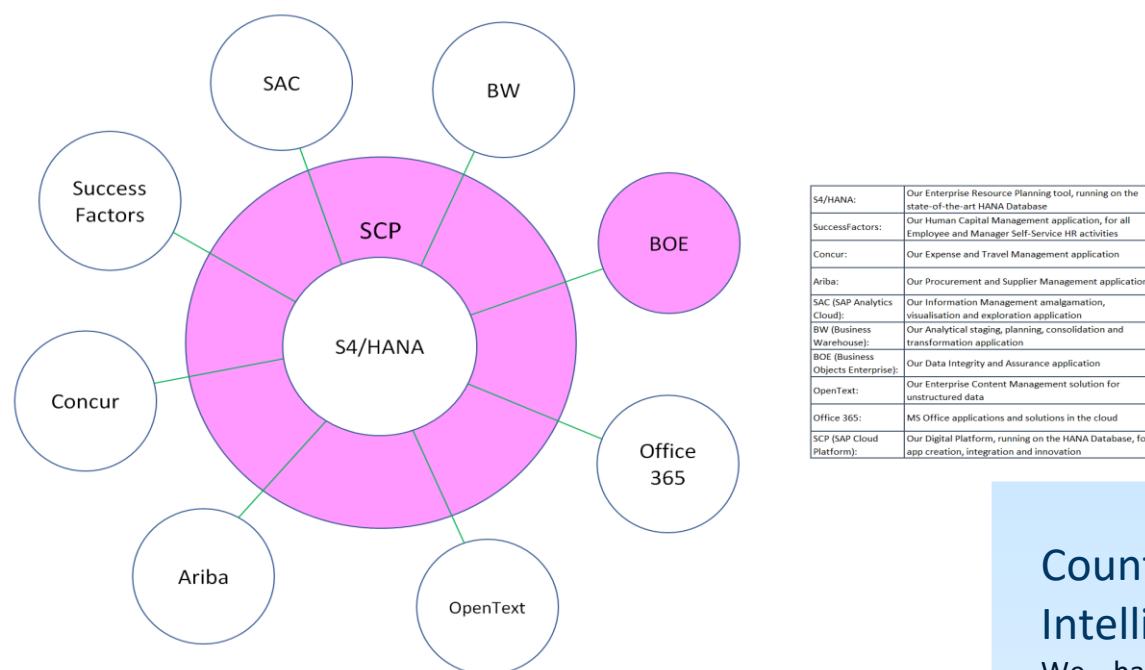 SAC
BW
Success
Factors
SCP
BOE
S4/HANA
Concur
Office
365
Ariba
OpenText
S4/HANA:
Our Enterprise Resource Planning tool, running on the
state-of-the-art HANA Database
SuccessFactors:
Our Human Capital Management application, for all
Employee and Manager Self-Service HR activities
Concur:
Our Expense and Travel Management application
Ariba:
Our Procurement and Supplier Management application
SAC (SAP Analytics
Cloud):
Our Information Management amalgamation,
visualisation and exploration application
BW (Business
Warehouse):
Our Analytical staging, planning, consolidation and
transformation application
BOE (Business
Objects Enterprise):
Our Data Integrity and Assurance application
OpenText:
Our Enterprise Content Management solution for
unstructured data
Office 365:
MS Office applications and solutions in the cloud
SCP (SAP Cloud
Platform):
Our Digital Platform, running on the HANA Database,
app creation, integration and innovation
We